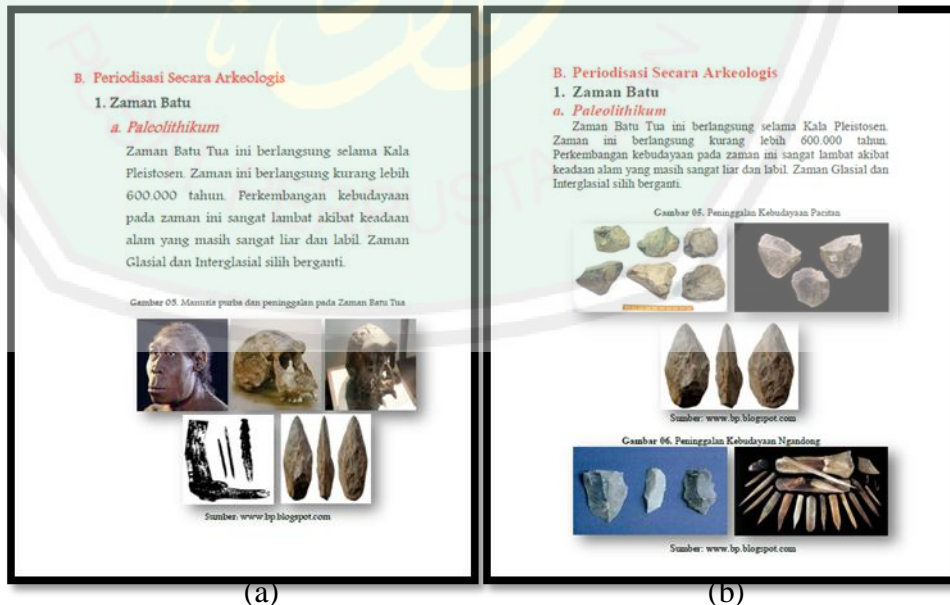 B. Periodisasi Secara Arkeologis
1. Zaman Batu
a. Paleolithikum
Zaman Batu Tua ini berlangsung selama Kala
Pleistosen. Zaman ini berlangsung kurang lebih
600.000 tahun. Perkembangan kebudayaan
pada zaman ini sangat lambat akibat keadaan
alam yang masih sangat liar dan labil. Zaman
Glasial dan Interglasial silih berganti.
Gambar 05. Manusia purba dan peninggalan pada Zaman Batu Tua
Sumber: www.bp.blogspot.com
(a)
B. Periodisasi Secara Arkeologis
1. Zaman Batu
a. Paleolithikum
Zaman Batu Tua ini berlangsung selama Kala Pleistosen.
Zaman ini berlangsung kurang lebih 600.000 tahun.
Perkembangan kebudayaan pada zaman ini sangat lambat akibat
keadaan alam yang masih sangat liar dan labil. Zaman Glasial dan
Interglasial silih berganti.
Gambar 05. Peninggalan Kebudayaan Pacitan
Sumber: www.bp.blogspot.com
Gambar 06. Peninggalan Kebudayaan Ngandong
Sumber: www.bp.blogspot.com
(b)